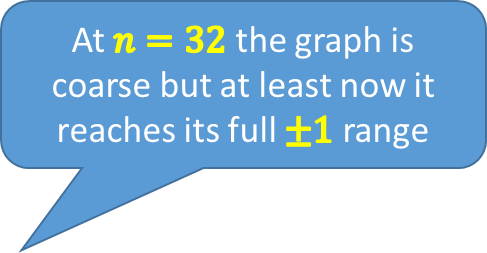 At n = 32 the graph is
coarse but at least now it
reaches its full ±1 range